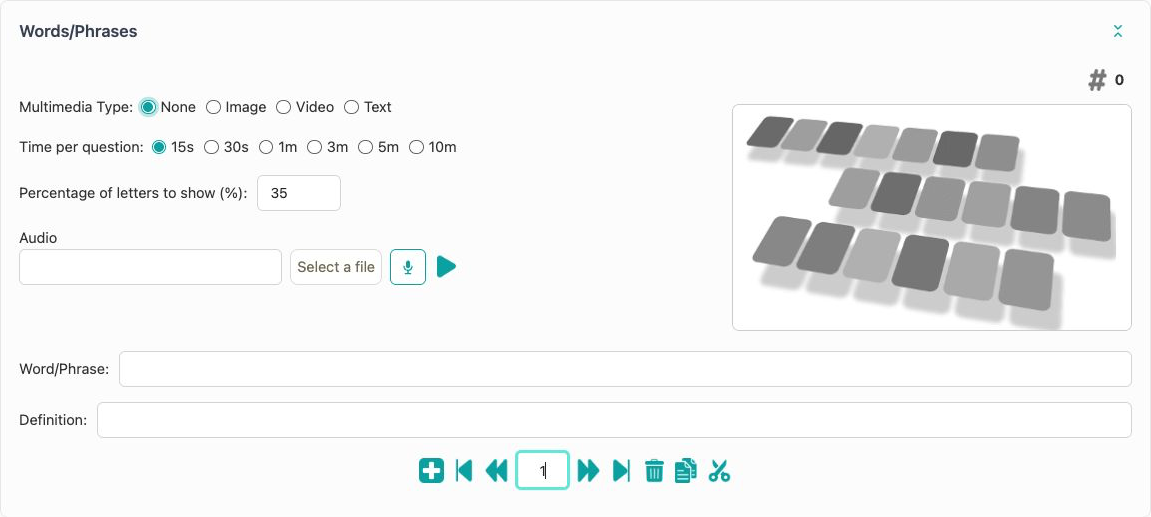 Words/Phrases
# 0
Multimedia Type: None Image Video Text
Time per question: 15s 30s 1m 3m 5m 10m
Percentage of letters to show (%): 35
Audio
Select a file
Word/Phrase:
Definition:
1